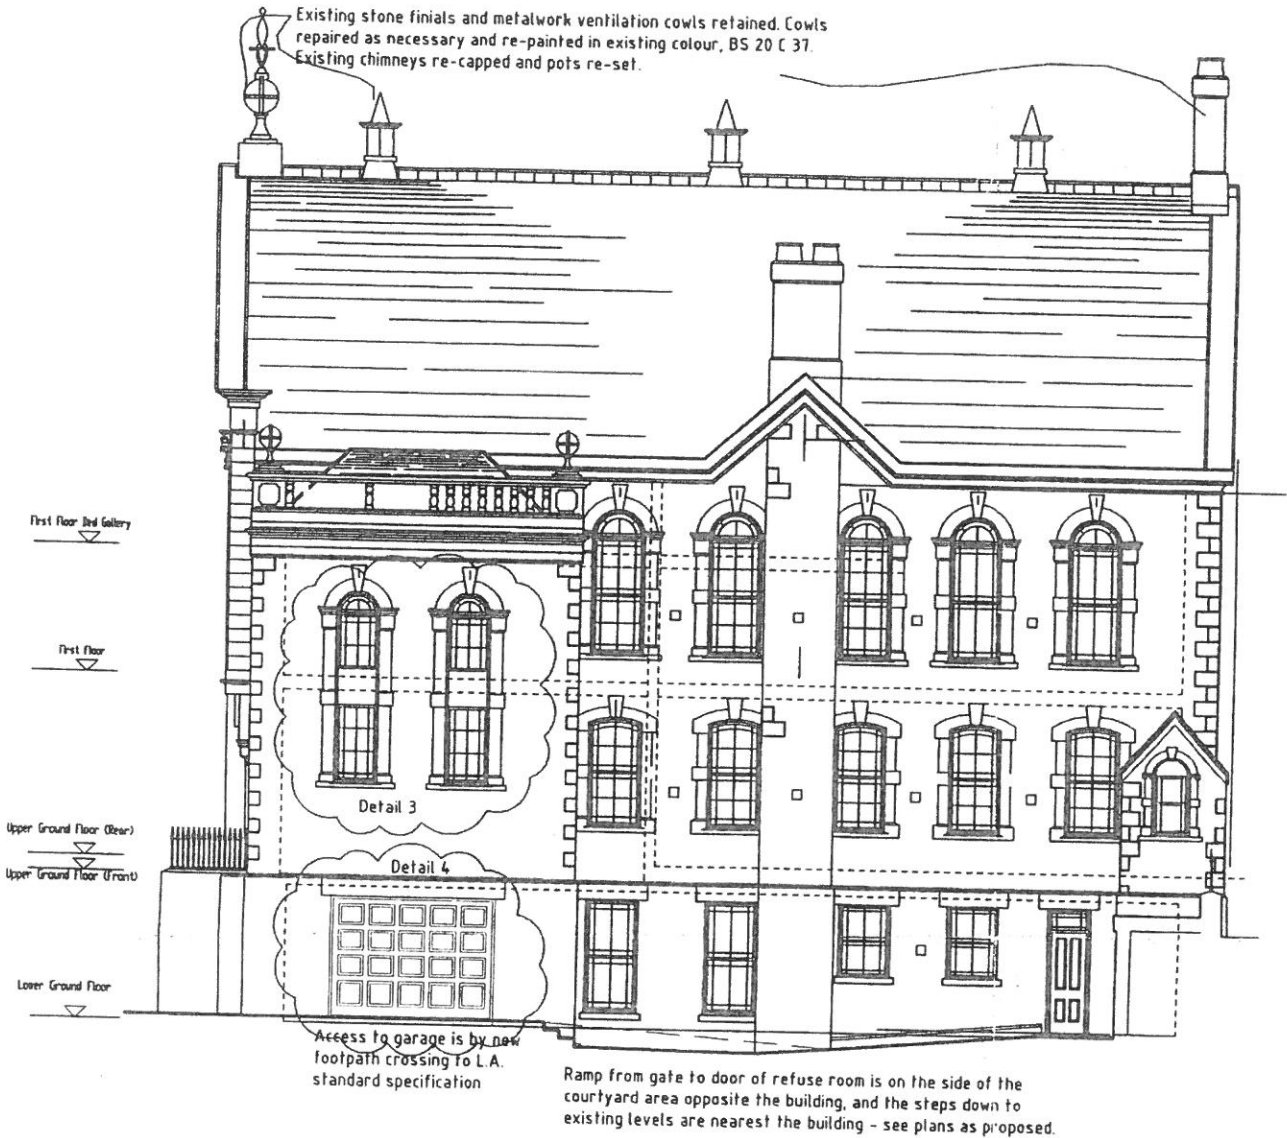 Existing stone finials and metalwork ventilation cowls retained. Cowls
repaired as necessary and re-painted in existing colour, BS 20 C 37.
Existing chimneys re-capped and pots re-set.
First Floor Gallery
First Floor
Detail 3
Upper Ground Floor (Rear)
Detail 4
Upper Ground Floor (Front)
Lower Ground Floor
Access to garage is by new
footpath crossing to L.A.
standard specification
Ramp from gate to door of refuse room is on the side of the
courtyard area opposite the building, and the steps down to
existing levels are nearest the building - see plans as proposed.